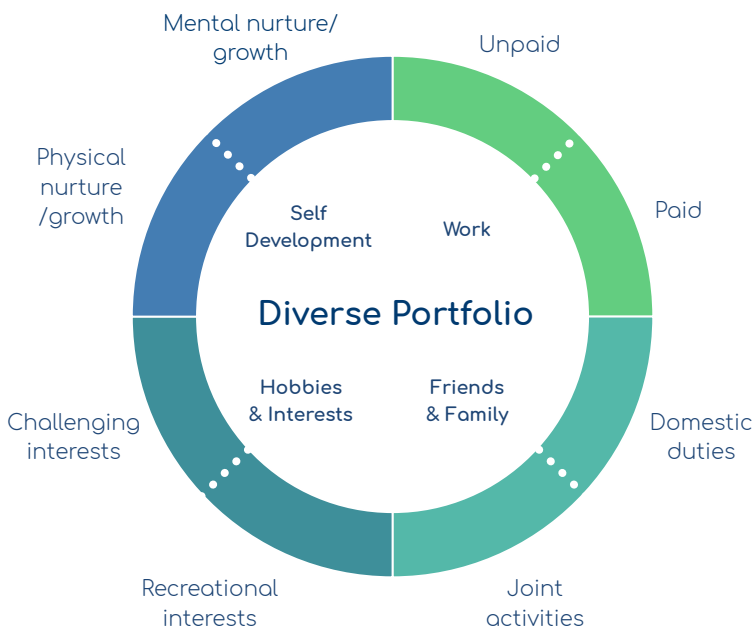 Mental nurture/
growth
Unpaid
Physical
nurture
/growth
Paid
Self
Development
Work
Diverse Portfolio
Hobbies
& Interests
Friends
& Family
Challenging
interests
Domestic
duties
Recreational
interests
Joint
activities